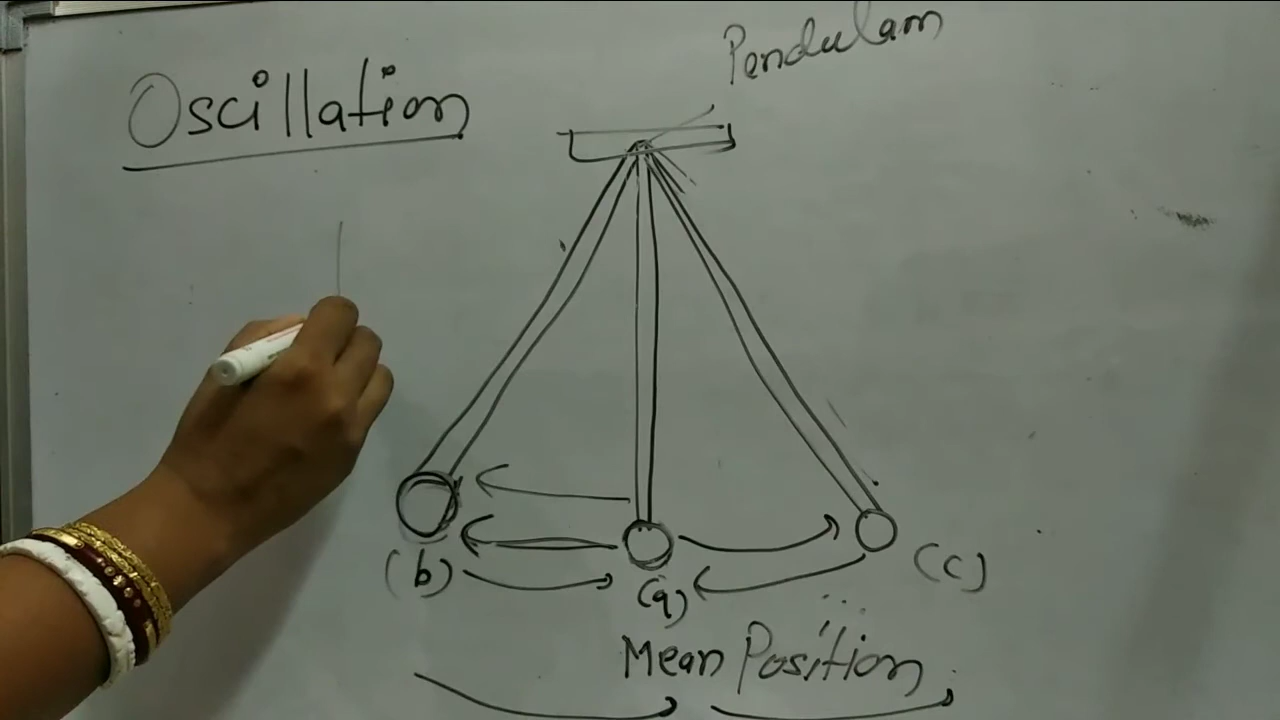 Pendulam
Oscillation
(b)
(a)
(c)
Mean Position